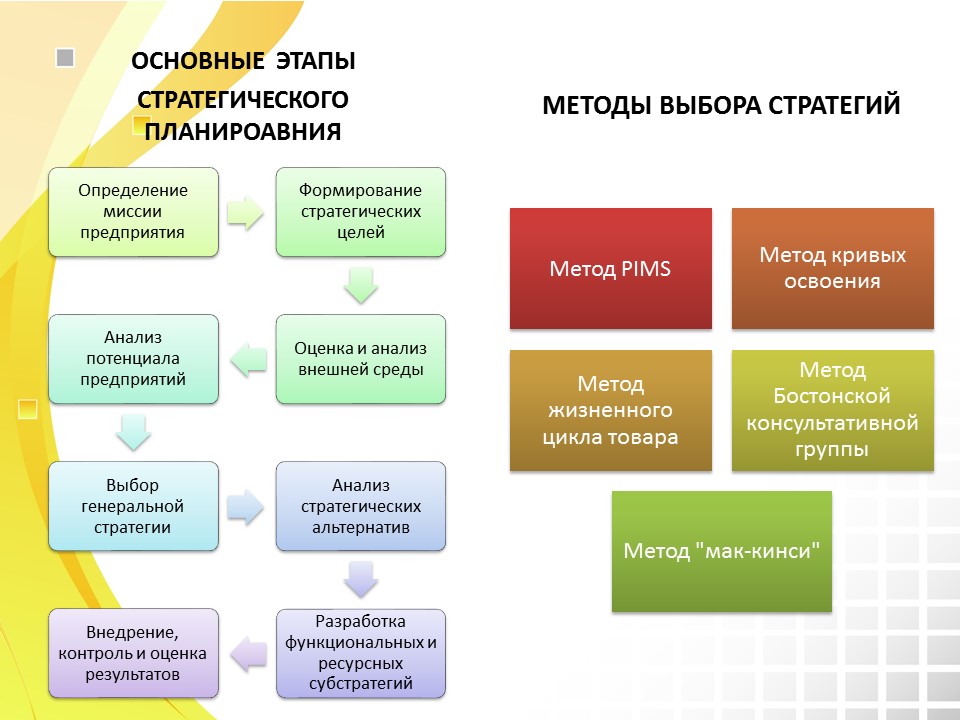 ОСНОВНЫЕ ЭТАПЫ
СТРАТЕГИЧЕСКОГО
ПЛАНИРОАВНИЯ
Определение
миссии
предприятия
Формирование
стратегических
целей
Оценка и анализ
внешней среды
Анализ
потенциала
предприятий
Выбор
генеральной
стратегии
Анализ
стратегических
альтернатив
Разработка
функциональных и
ресурсных
субстратегий
Внедрение,
контроль и оценка
результатов
МЕТОДЫ ВЫБОРА СТРАТЕГИЙ
Метод PIMS
Метод кривых
освоения
Метод
жизненного
цикла товара
Метод
Бостонской
консультативной
группы
Метод "мак-кинси"